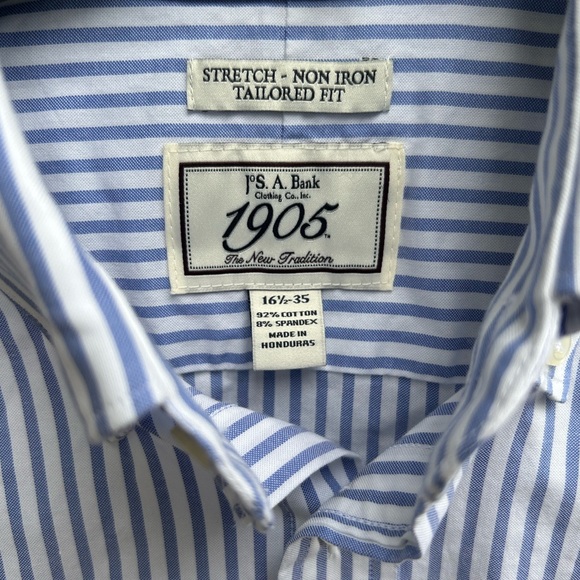 STRETCH - NON IRON
TAILORED FIT
JoS. A. Bank
Clothing Co., Inc.
1905™
The New Tradition
16½-35
92% COTTON
8% SPANDEX
MADE IN
HONDURAS